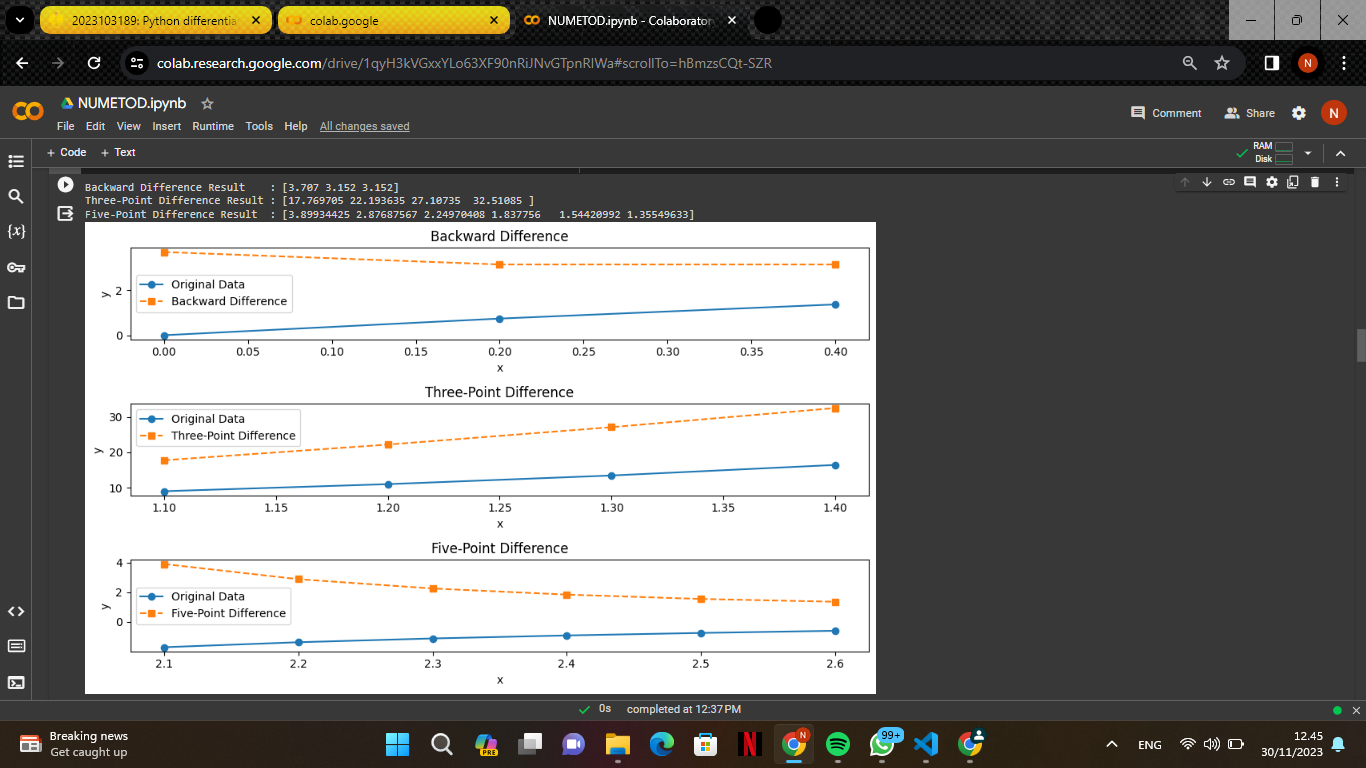 2023103189: Python differentia
colab.google
NUMETOD.ipynb - Colaborator
colab.research.google.com/drive/1qyH3kVGxxYLo63XF90nRiJNvGTpnRlWa#scrollTo=hBmzsCQt-SZR
N
NUMETOD.ipynb
File Edit View Insert Runtime Tools Help All changes saved
Comment Share N
+ Code + Text
RAM
Disk
Backward Difference Result : [3.707 3.152 3.152]
Three-Point Difference Result : [17.769705 22.193635 27.10735 32.51085 ]
Five-Point Difference Result : [3.89934425 2.87687567 2.24970408 1.837756 1.54420992 1.35549633]
Backward Difference
Original Data
Backward Difference
y
2
0
0.00 0.05 0.10 0.15 0.20 0.25 0.30 0.35 0.40
x
Three-Point Difference
Original Data
Three-Point Difference
y
30
20
10
1.10 1.15 1.20 1.25 1.30 1.35 1.40
x
Five-Point Difference
Original Data
Five-Point Difference
y
4
2
0
2.1 2.2 2.3 2.4 2.5 2.6
x
0s completed at 12:37 PM
Breaking news
Get caught up
PRE
N
N
99+
ENG
12.45
30/11/2023